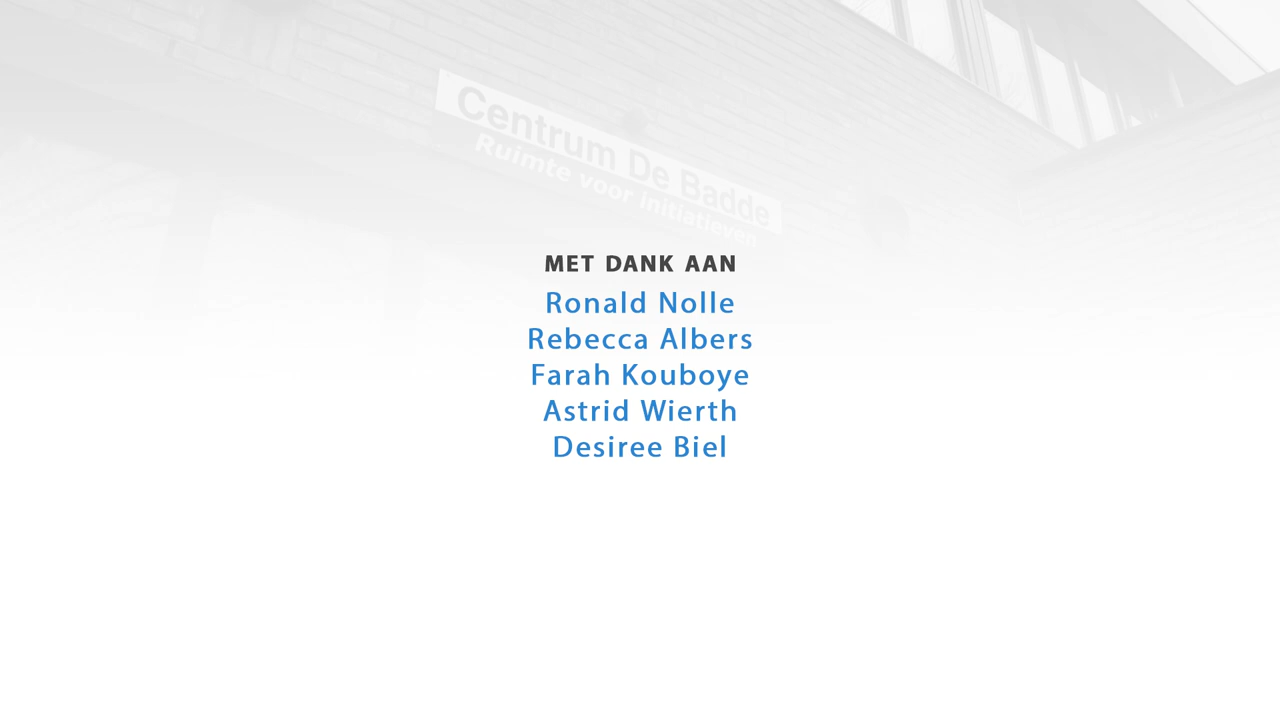 Centrum De Badde
Ruimte voor initiatieven
MET DANK AAN
Ronald Nolle
Rebecca Albers
Farah Kouboye
Astrid Wierth
Desiree Biel